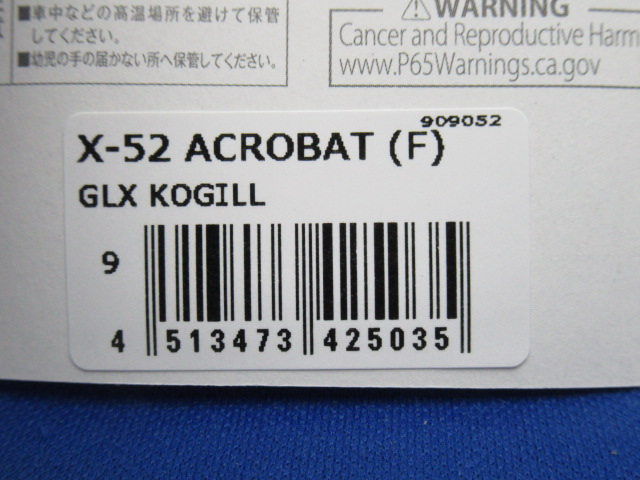 ■車中などの高温場所を避けて保管
してください。
■幼児の手の届かない所へ保管してください。
⚠WARNING
Cancer and Reproductive Harm
www.P65Warnings.ca.gov
909052
X-52 ACROBAT (F)
GLX KOGILL
9
4 513473 425035